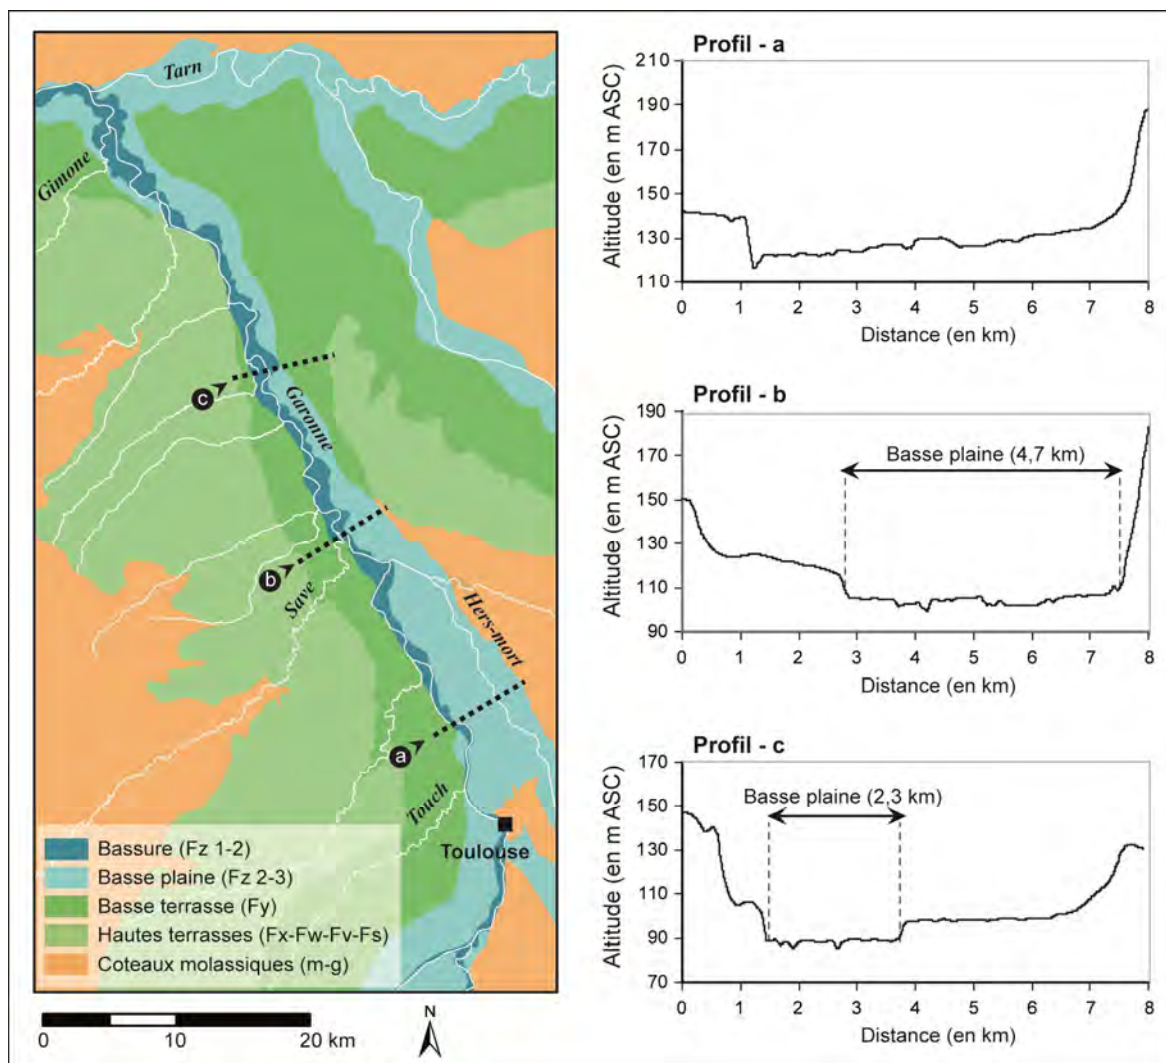 Tarn
Gimone
c
Garonne
b
Save
Hers-mort
a
Touch
Toulouse
Bassure (Fz 1-2)
Basse plaine (Fz 2-3)
Basse terrasse (Fy)
Hautes terrasses (Fx-Fw-Fv-Fs)
Coteaux molassiques (m-g)
0 10 20 km
N
Profil - a
Altitude (en m ASC)
210
190
170
150
130
110
0 1 2 3 4 5 6 7 8
Distance (en km)
Profil - b
Altitude (en m ASC)
190
170
150
130
110
90
Basse plaine (4,7 km)
0 1 2 3 4 5 6 7 8
Distance (en km)
Profil - c
Altitude (en m ASC)
170
150
130
110
90
70
Basse plaine (2,3 km)
0 1 2 3 4 5 6 7 8
Distance (en km)